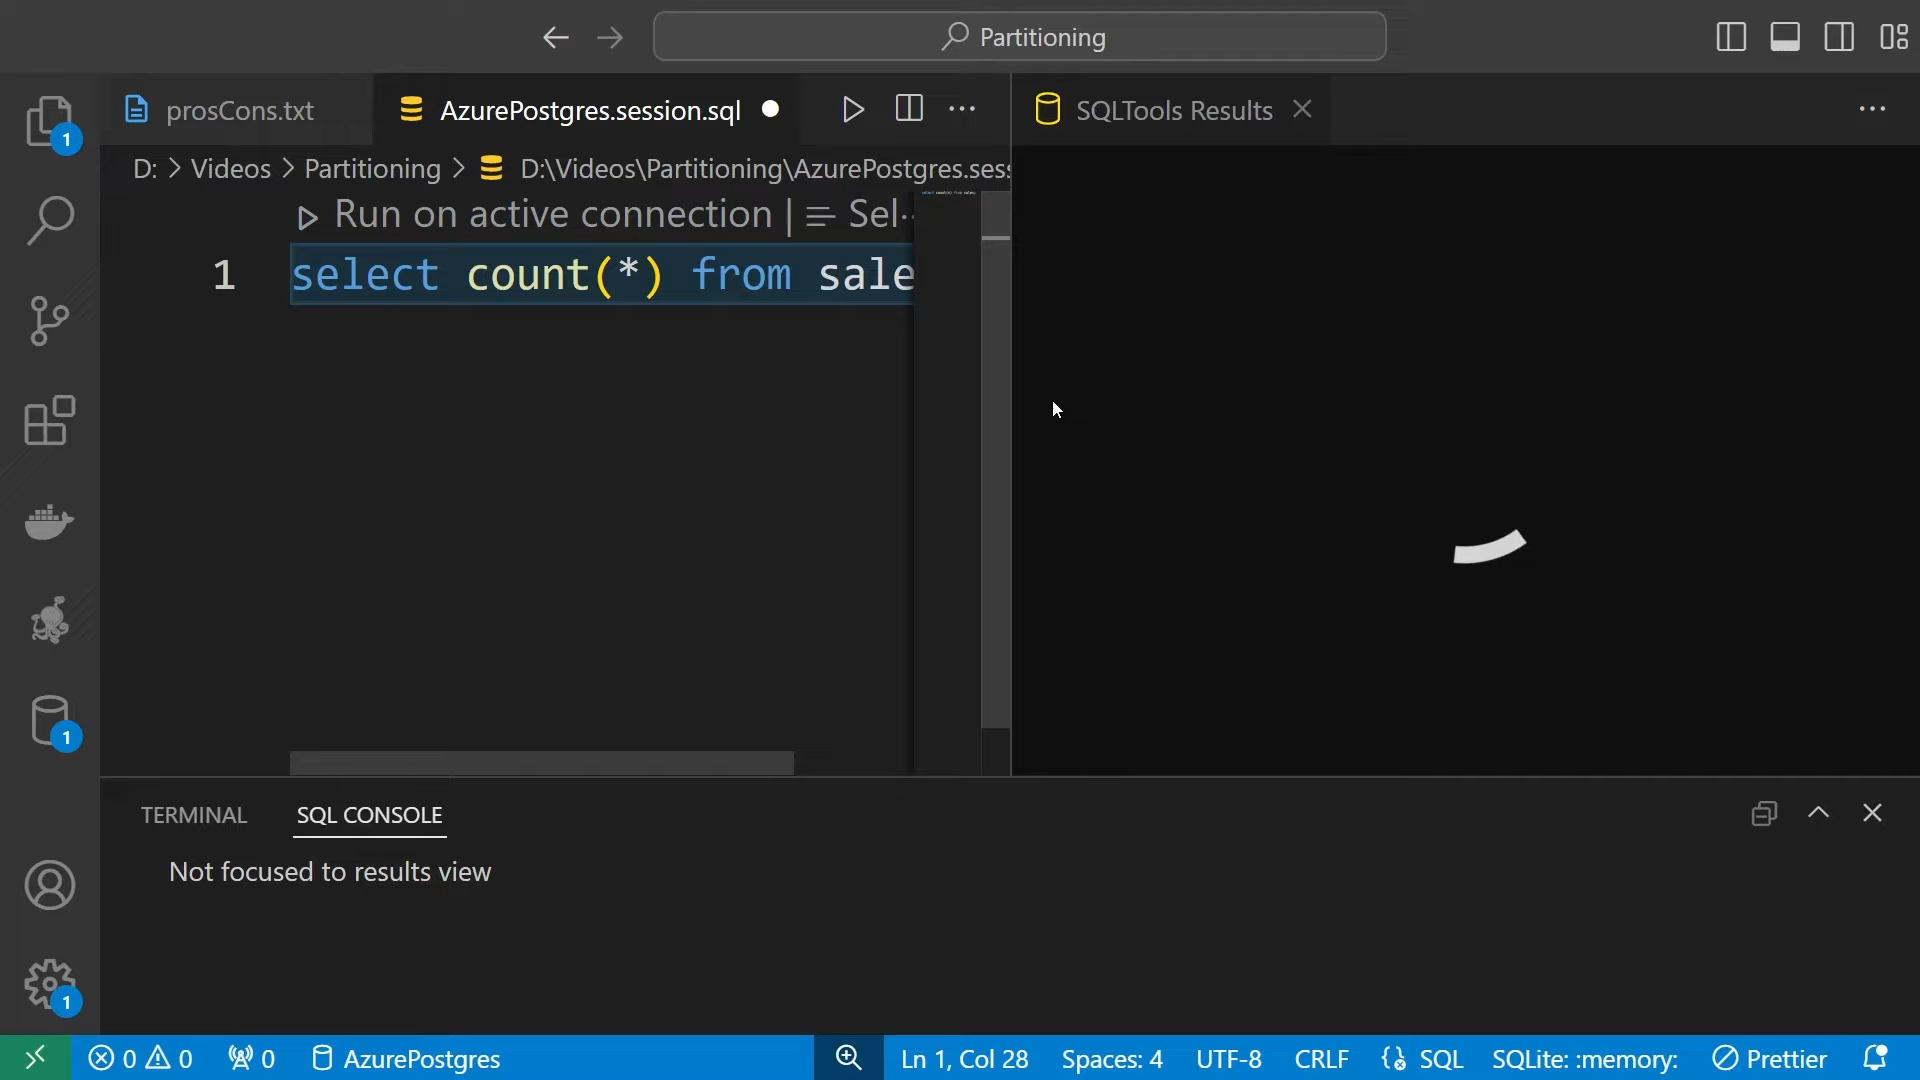 Partitioning
prosCons.txt
AzurePostgres.session.sql
SQLTools Results
D: > Videos > Partitioning > D:\Videos\Partitioning\AzurePostgres.ses
Run on active connection | Sel
1 select count(*) from sale
1
1
1
TERMINAL
SQL CONSOLE
Not focused to results view
0 0 0 AzurePostgres Ln 1, Col 28 Spaces: 4 UTF-8 CRLF SQL SQLite: :memory: Prettier